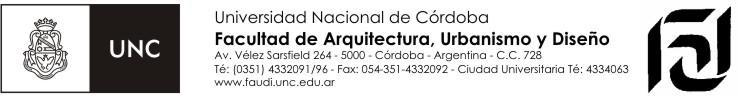 UNC
Universidad Nacional de Córdoba
Facultad de Arquitectura, Urbanismo y Diseño
Av. Vélez Sarsfield 264 - 5000 - Córdoba - Argentina - C.C. 728
Té: (0351) 4332091/96 - Fax: 054-351-4332092 - Ciudad Universitaria Té: 4334063
www.faudi.unc.edu.ar